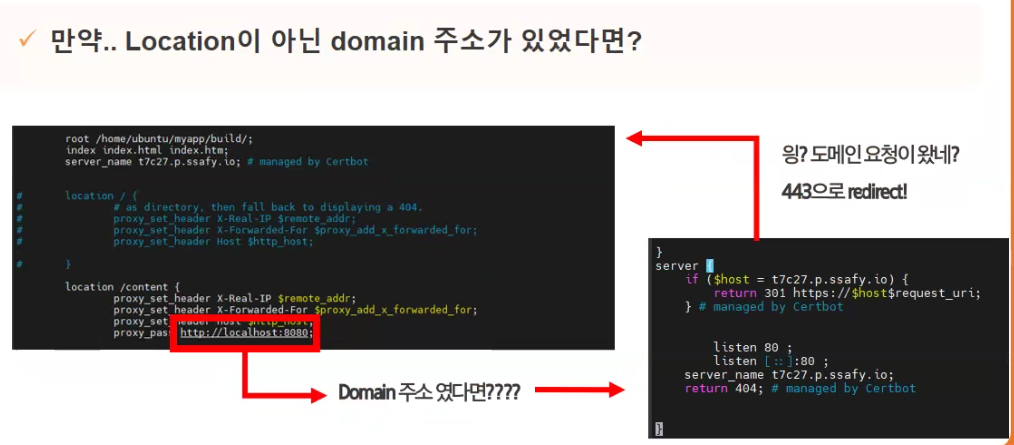 ✓ 만약.. Location이 아닌 domain 주소가 있었다면?
root /home/ubuntu/myapp/build/;
index index.html index.htm;
server_name t7c27.p.ssafy.io; # managed by Certbot
# location / {
# # as directory, then fall back to displaying a 404.
# proxy_set_header X-Real-IP $remote_addr;
# proxy_set_header X-Forwarded-For $proxy_add_x_forwarded_for;
# proxy_set_header Host $http_host;
# }
location /content {
proxy_set_header X-Real-IP $remote_addr;
proxy_set_header X-Forwarded-For $proxy_add_x_forwarded_for;
proxy_set_header Host $http_host;
proxy_pass http://localhost:8080;
Domain 주소 였다면????
읭? 도메인 요청이 왔네?
443으로 redirect!
}
server {
if ($host = t7c27.p.ssafy.io) {
return 301 https://$host$request_uri;
} # managed by Certbot
listen 80 ;
listen [::]:80 ;
server_name t7c27.p.ssafy.io;
return 404; # managed by Certbot
}